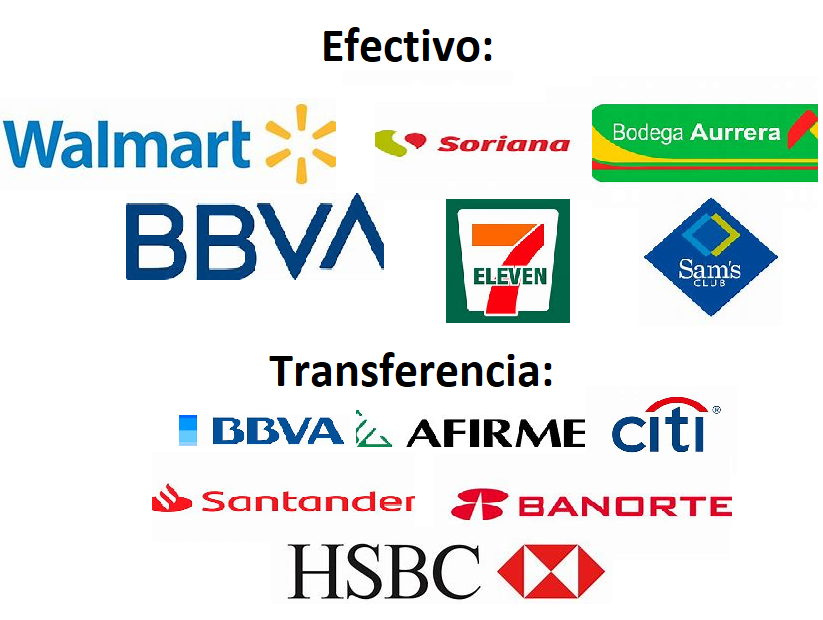 Efectivo:
Walmart
Soriana
Bodega Aurrera
BBVA
7
ELEVEN
Sam's
CLUB
Transferencia:
BBVA
AFIRME
citi®
Santander
BANORTE
HSBC